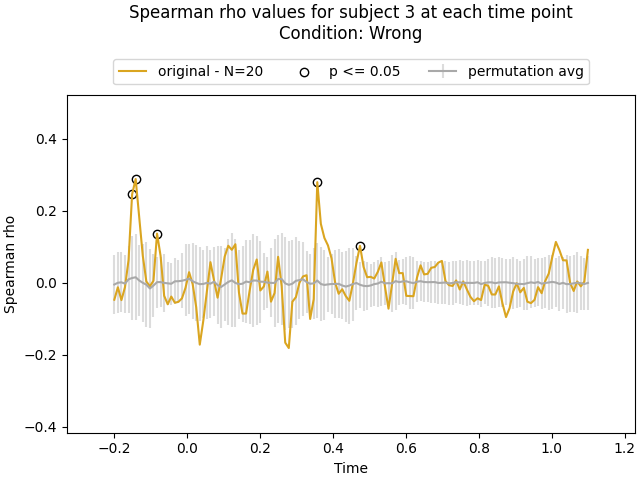 Spearman rho values for subject 3 at each time point
Condition: Wrong
original - N=20 p <= 0.05 permutation avg
Spearman rho
0.4
0.2
0.0
−0.2
−0.4
−0.2 0.0 0.2 0.4 0.6 0.8 1.0 1.2
Time